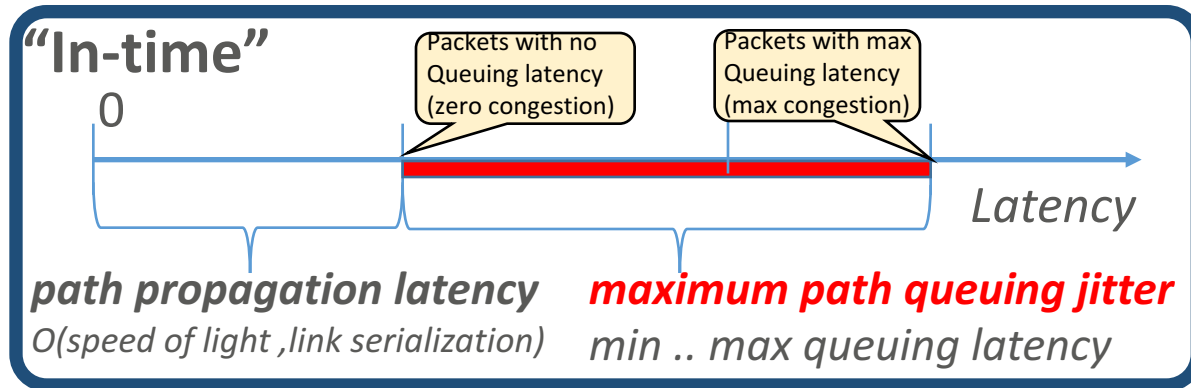 “In-time”
0
Packets with no
Queuing latency
(zero congestion)
Packets with max
Queuing latency
(max congestion)
Latency
path propagation latency
O(speed of light ,link serialization)
maximum path queuing jitter
min .. max queuing latency